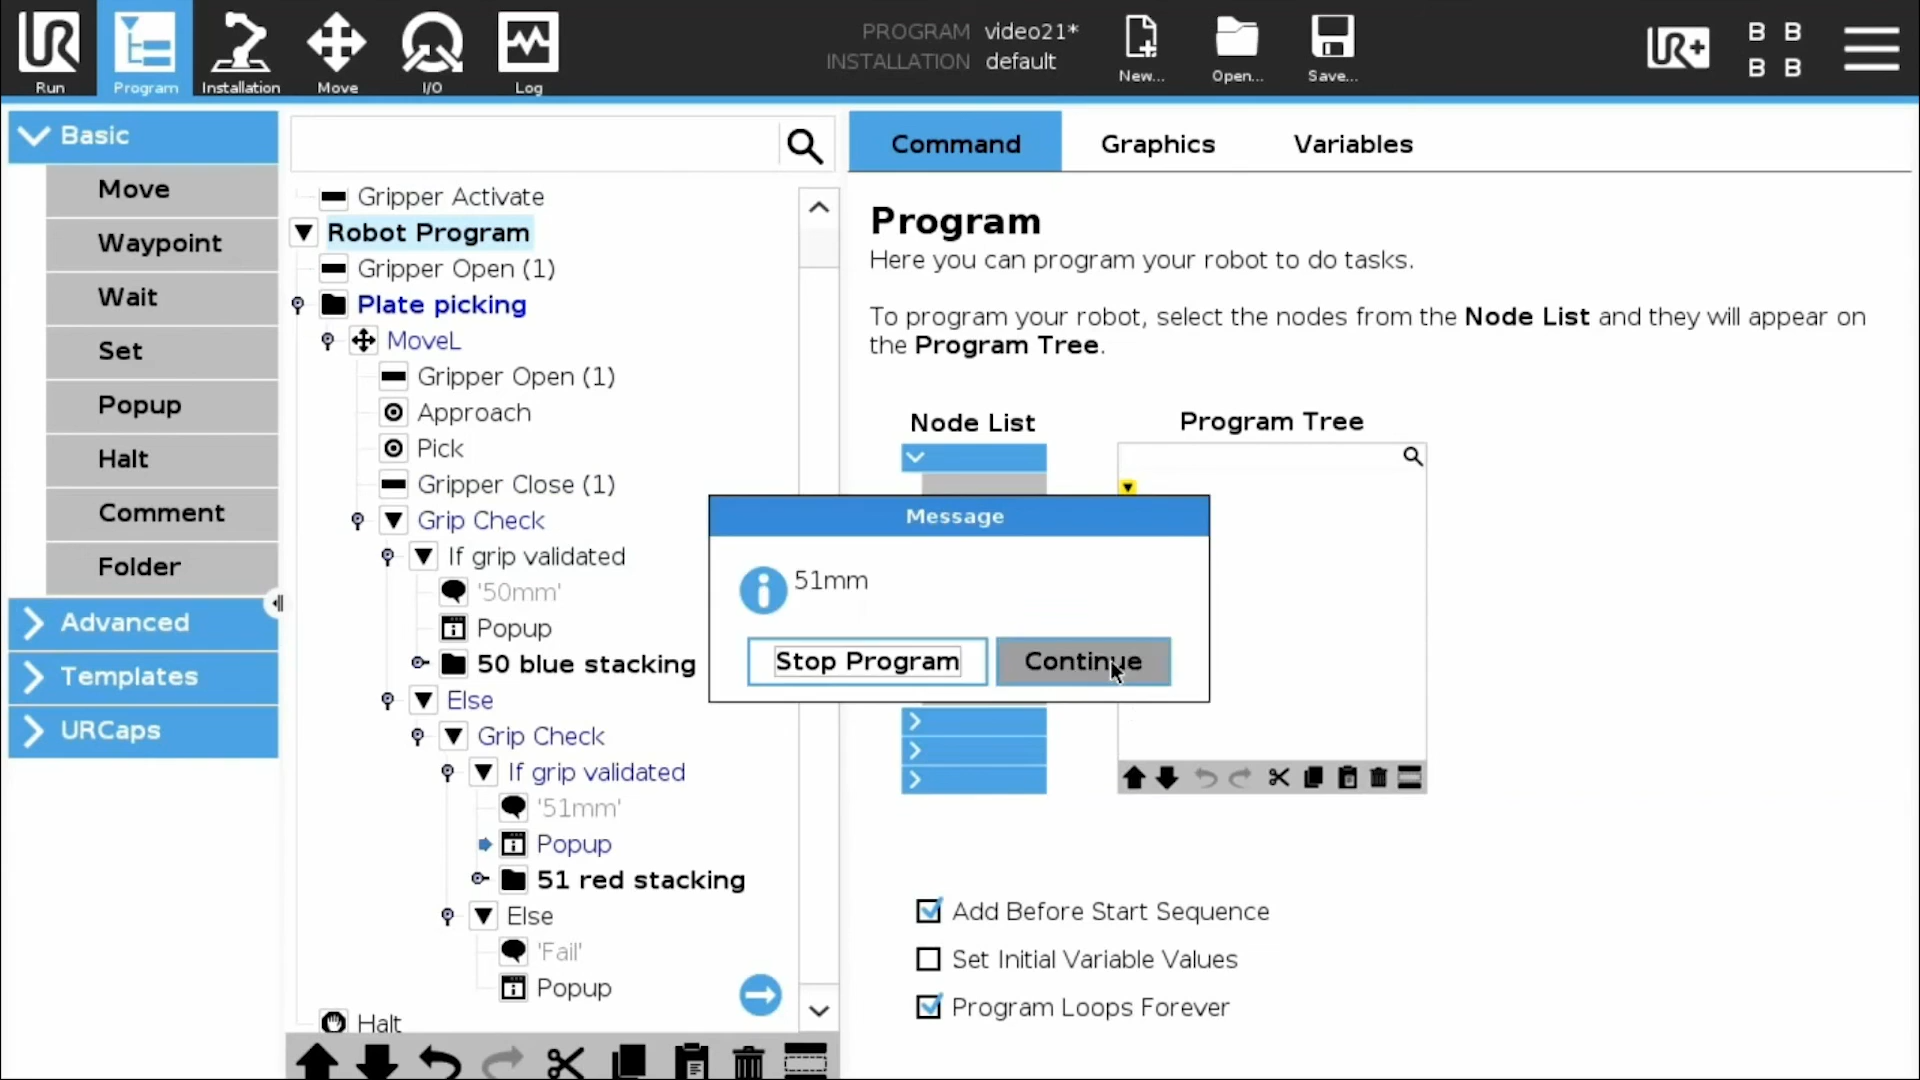 PROGRAM video21*
INSTALLATION default
Run
Program
Installation
Move
I/O
Log
New...
Open...
Save...
UR+
B B
B B
Basic
Move
Waypoint
Wait
Set
Popup
Halt
Comment
Folder
Advanced
Templates
URCaps
Gripper Activate
Robot Program
Gripper Open (1)
Plate picking
MoveL
Gripper Open (1)
Approach
Pick
Gripper Close (1)
Grip Check
If grip validated
'50mm'
Popup
50 blue stacking
Else
Grip Check
If grip validated
'51mm'
Popup
51 red stacking
Else
'Fail'
Popup
Halt
Command
Graphics
Variables
Program
Here you can program your robot to do tasks.
To program your robot, select the nodes from the Node List and they will appear on
the Program Tree.
Node List
Program Tree
Message
51mm
Stop Program
Continue
Add Before Start Sequence
Set Initial Variable Values
Program Loops Forever